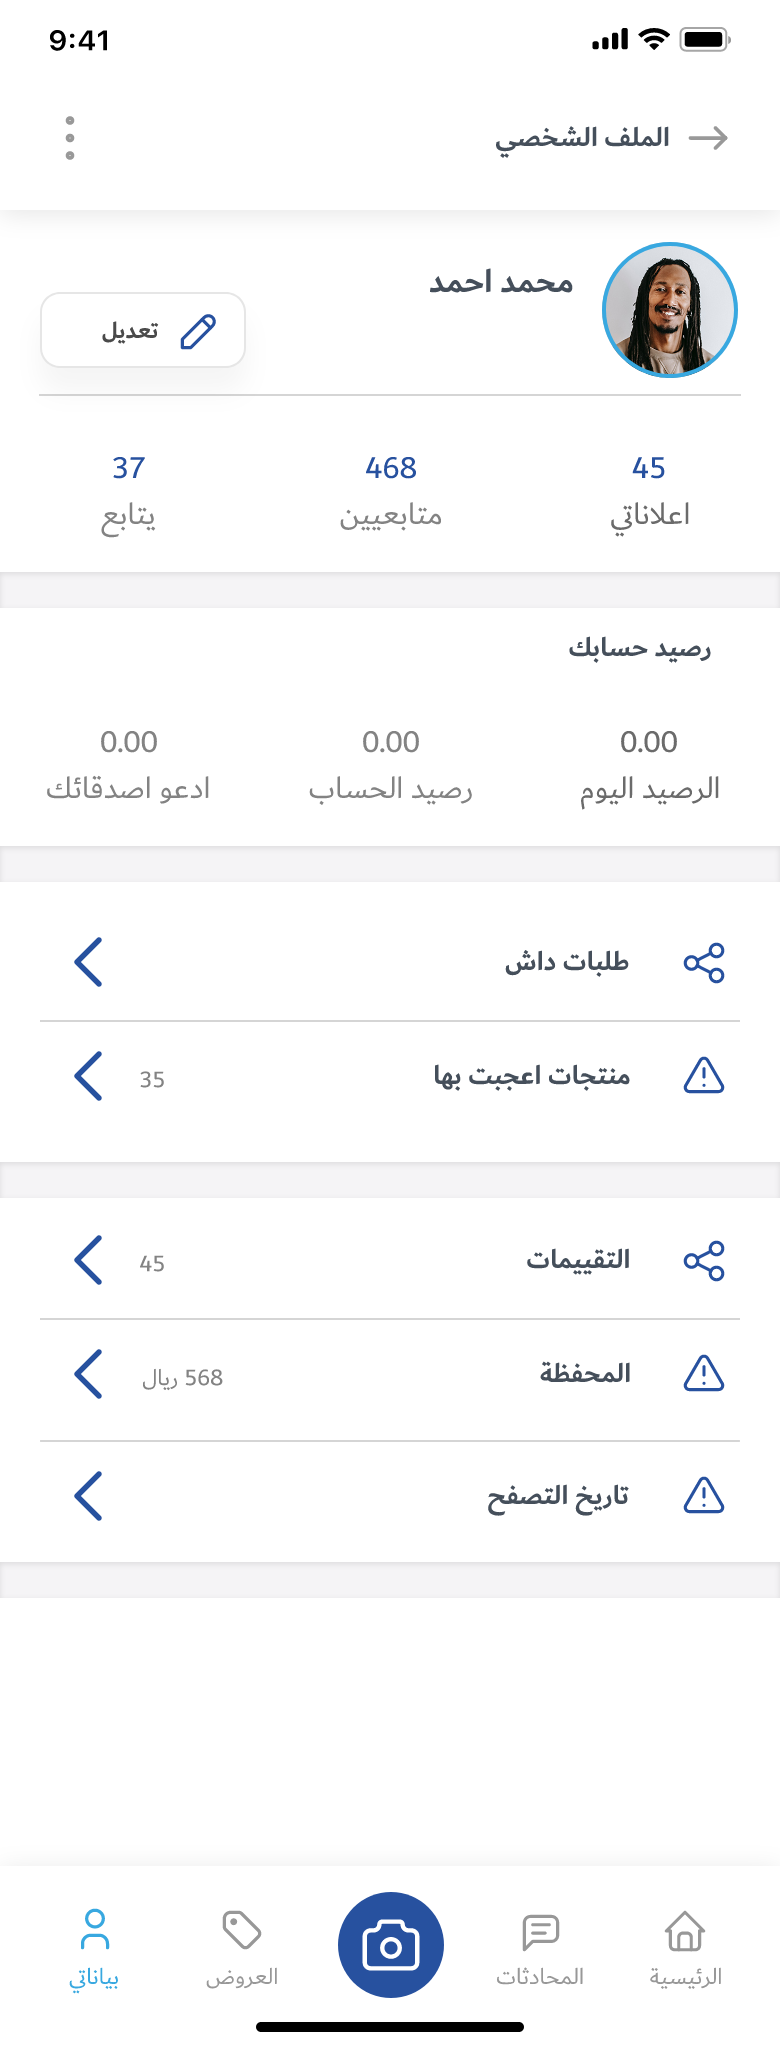 9:41
الملف الشخصي
محمد احمد
تعديل
45
468
37
اعلاناتي
متابعيين
يتابع
رصيد حسابك
0.00
0.00
0.00
الرصيد اليوم
رصيد الحساب
ادعو اصدقائك
طلبات داش
منتجات اعجبت بها
35
التقييمات
45
المحفظة
568 ريال
تاريخ التصفح
الرئيسية
المحادثات
العروض
بياناتي